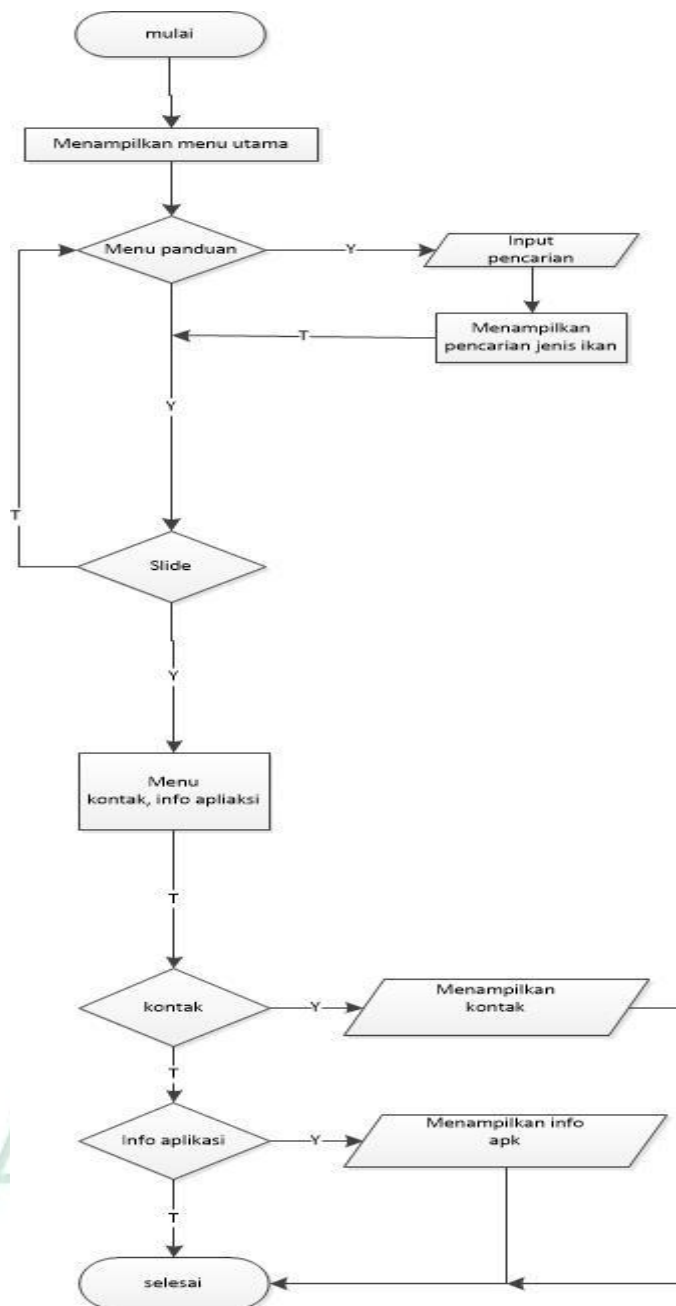 mulai
Menampilkan menu utama
Menu panduan
Y
Input
pencarian
Menampilkan
pencarian jenis ikan
T
Y
T
Slide
Y
Menu
kontak, info apliaksi
T
kontak
Y
Menampilkan
kontak
T
Info aplikasi
Y
Menampilkan info
apk
T
selesai